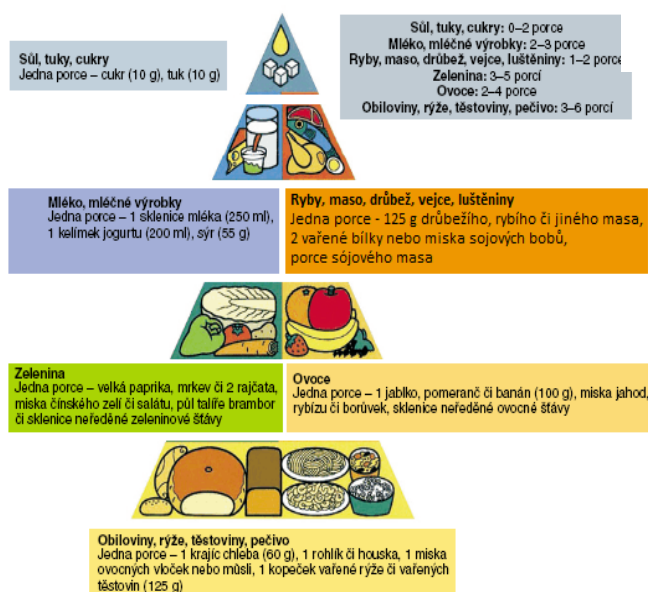 Sůl, tuky, cukry: 0–2 porce
Mléko, mléčné výrobky: 2–3 porce
Ryby, maso, drůbež, vejce, luštěniny: 1–2 porce
Zelenina: 3–5 porcí
Ovoce: 2–4 porce
Obiloviny, rýže, těstoviny, pečivo: 3–6 porcí
Sůl, tuky, cukry
Jedna porce – cukr (10 g), tuk (10 g)
Mléko, mléčné výrobky
Jedna porce – 1 sklenice mléka (250 ml),
1 kelímek jogurtu (200 ml), sýr (55 g)
Ryby, maso, drůbež, vejce, luštěniny
Jedna porce - 125 g drůbežího, rybího či jiného masa,
2 vařené bílky nebo miska sojových bobů,
porce sójového masa
Zelenina
Jedna porce – velká paprika, mrkev či 2 rajčata,
miska čínského zelí či salátu, půl talíře brambor
či sklenice neředěné zeleninové šťávy
Ovoce
Jedna porce – 1 jablko, pomeranč či banán (100 g), miska jahod,
rybízu či borůvek, sklenice neředěné ovocné šťávy
Obiloviny, rýže, těstoviny, pečivo
Jedna porce – 1 krajíc chleba (60 g), 1 rohlík či houska, 1 miska
ovocných vloček nebo műsli, 1 kopeček vařené rýže či vařených
těstovin (125 g)